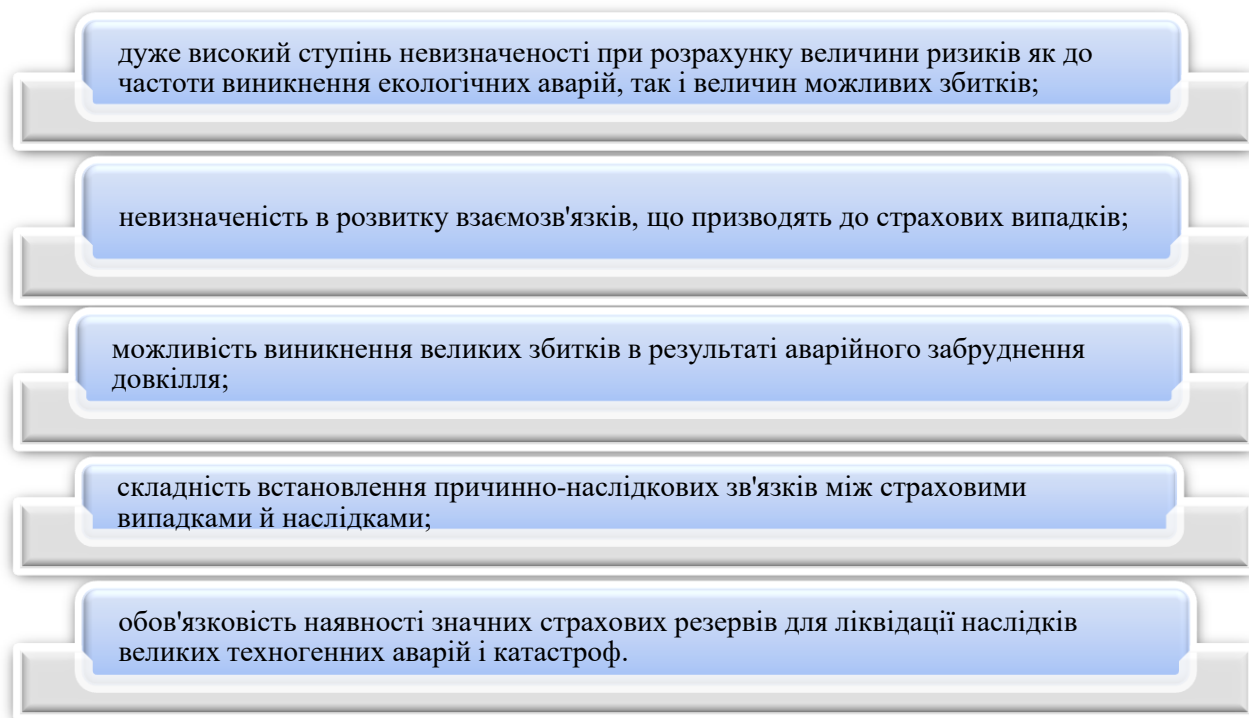 дуже високий ступінь невизначеності при розрахунку величини ризиків як до
частоти виникнення екологічних аварій, так і величин можливих збитків;
невизначеність в розвитку взаємозв'язків, що призводять до страхових випадків;
можливість виникнення великих збитків в результаті аварійного забруднення
довкілля;
складність встановлення причинно-наслідкових зв'язків між страховими
випадками й наслідками;
обов'язковість наявності значних страхових резервів для ліквідації наслідків
великих техногенних аварій і катастроф.